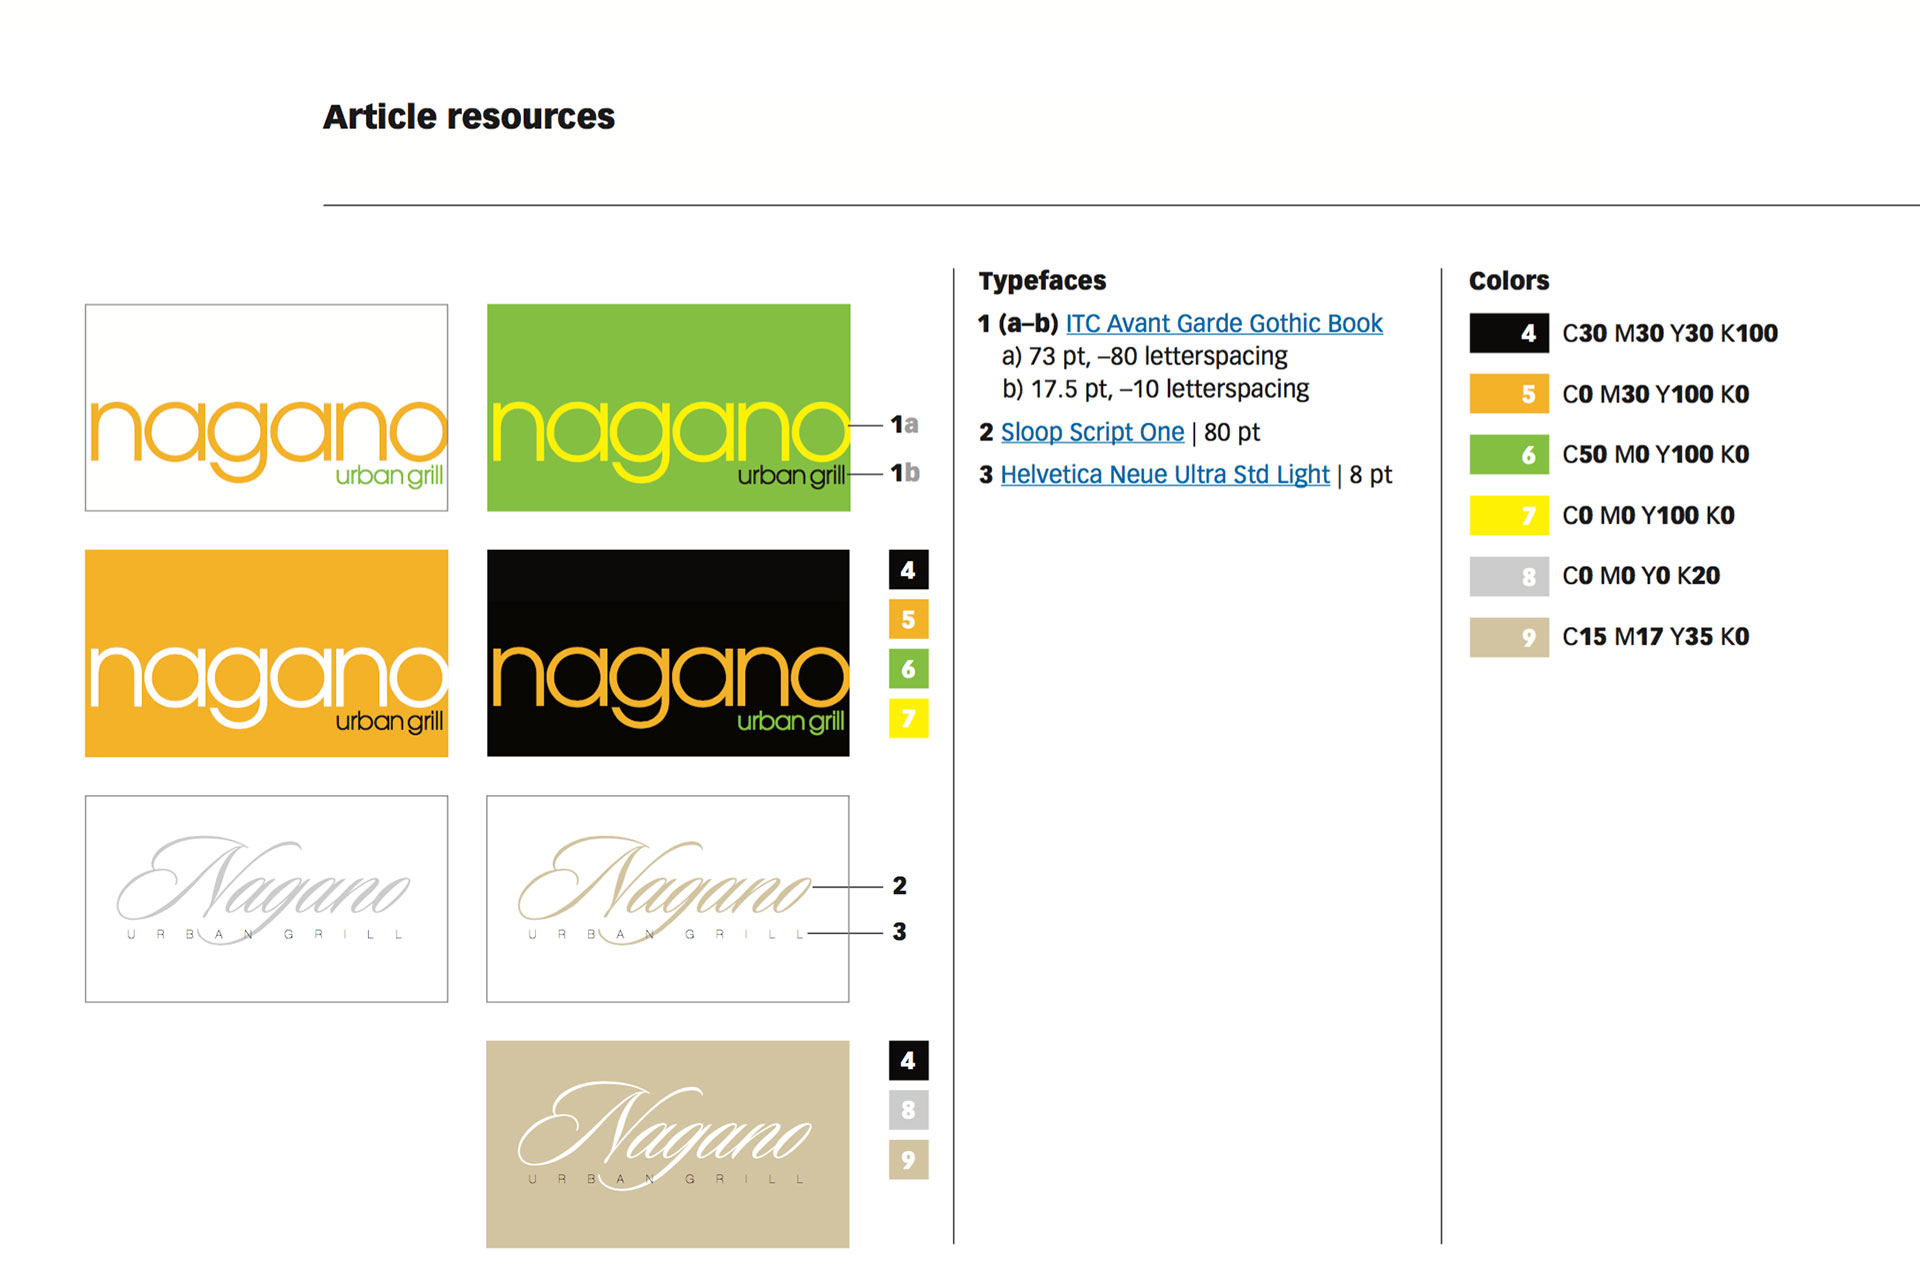 Article resources
nagano
urban grill
nagano
urban grill
1a
1b
nagano
urban grill
nagano
urban grill
4
5
6
7
Nagano
URBAN GRILL
Nagano
URBAN GRILL
2
3
Nagano
URBAN GRILL
4
8
9
Typefaces
1 (a–b) ITC Avant Garde Gothic Book
a) 73 pt, –80 letterspacing
b) 17.5 pt, –10 letterspacing
2 Sloop Script One | 80 pt
3 Helvetica Neue Ultra Std Light | 8 pt
Colors
4 C30 M30 Y30 K100
5 C0 M30 Y100 K0
6 C50 M0 Y100 K0
7 C0 M0 Y100 K0
8 C0 M0 Y0 K20
9 C15 M17 Y35 K0